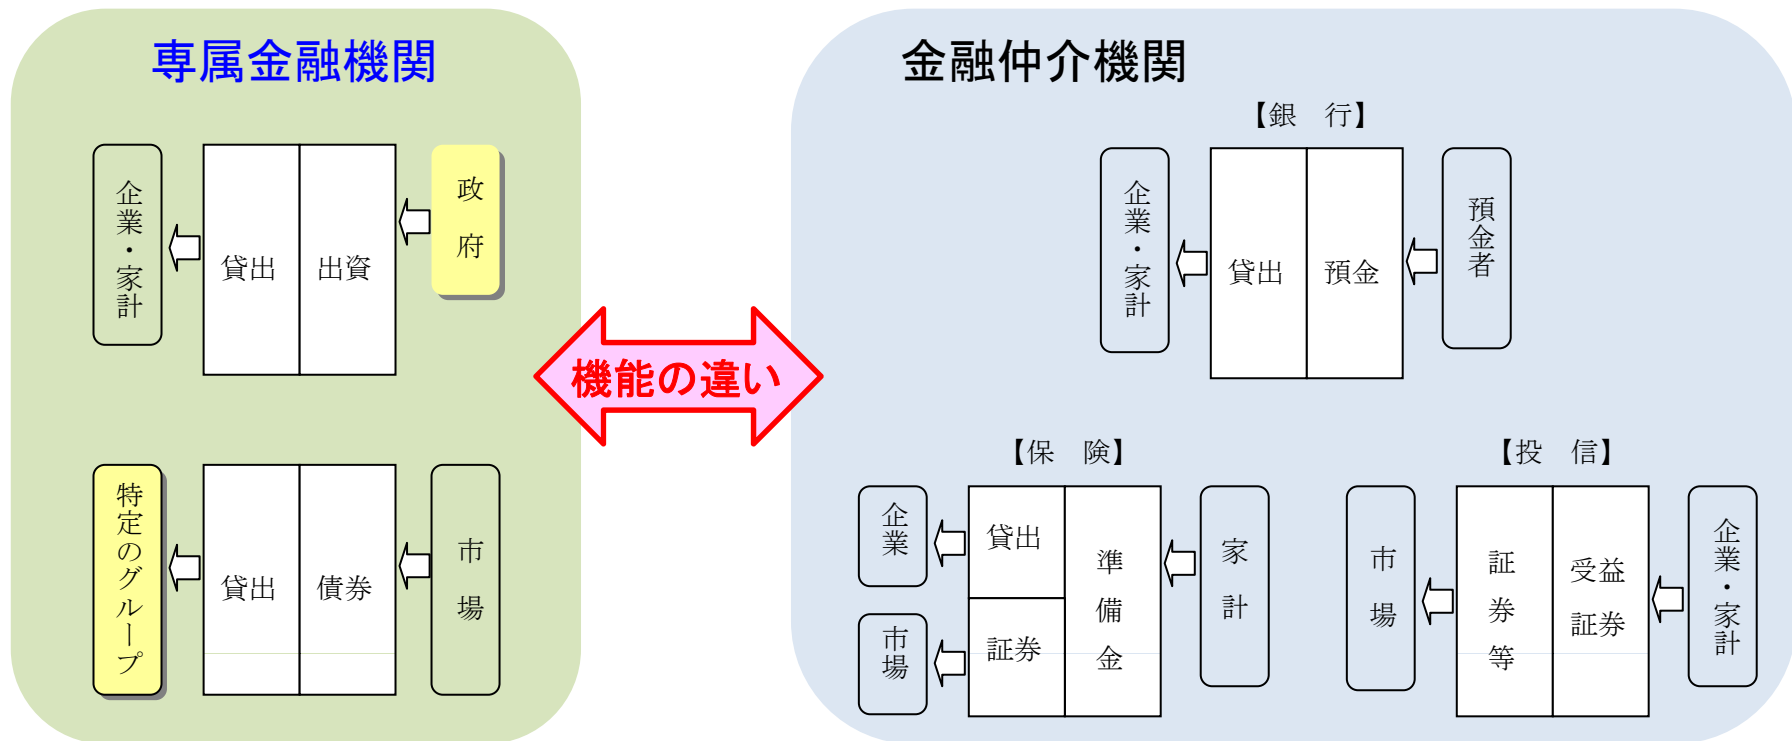 専属金融機関
企業・家計
貸出
出資
政府
特定のグループ
貸出
債券
市場
機能の違い
金融仲介機関
【銀　行】
企業・家計
貸出
預金
預金者
【保　険】
企業
市場
貸出
証券
準備金
家計
【投　信】
市場
証券等
受益
証券
企業・家計